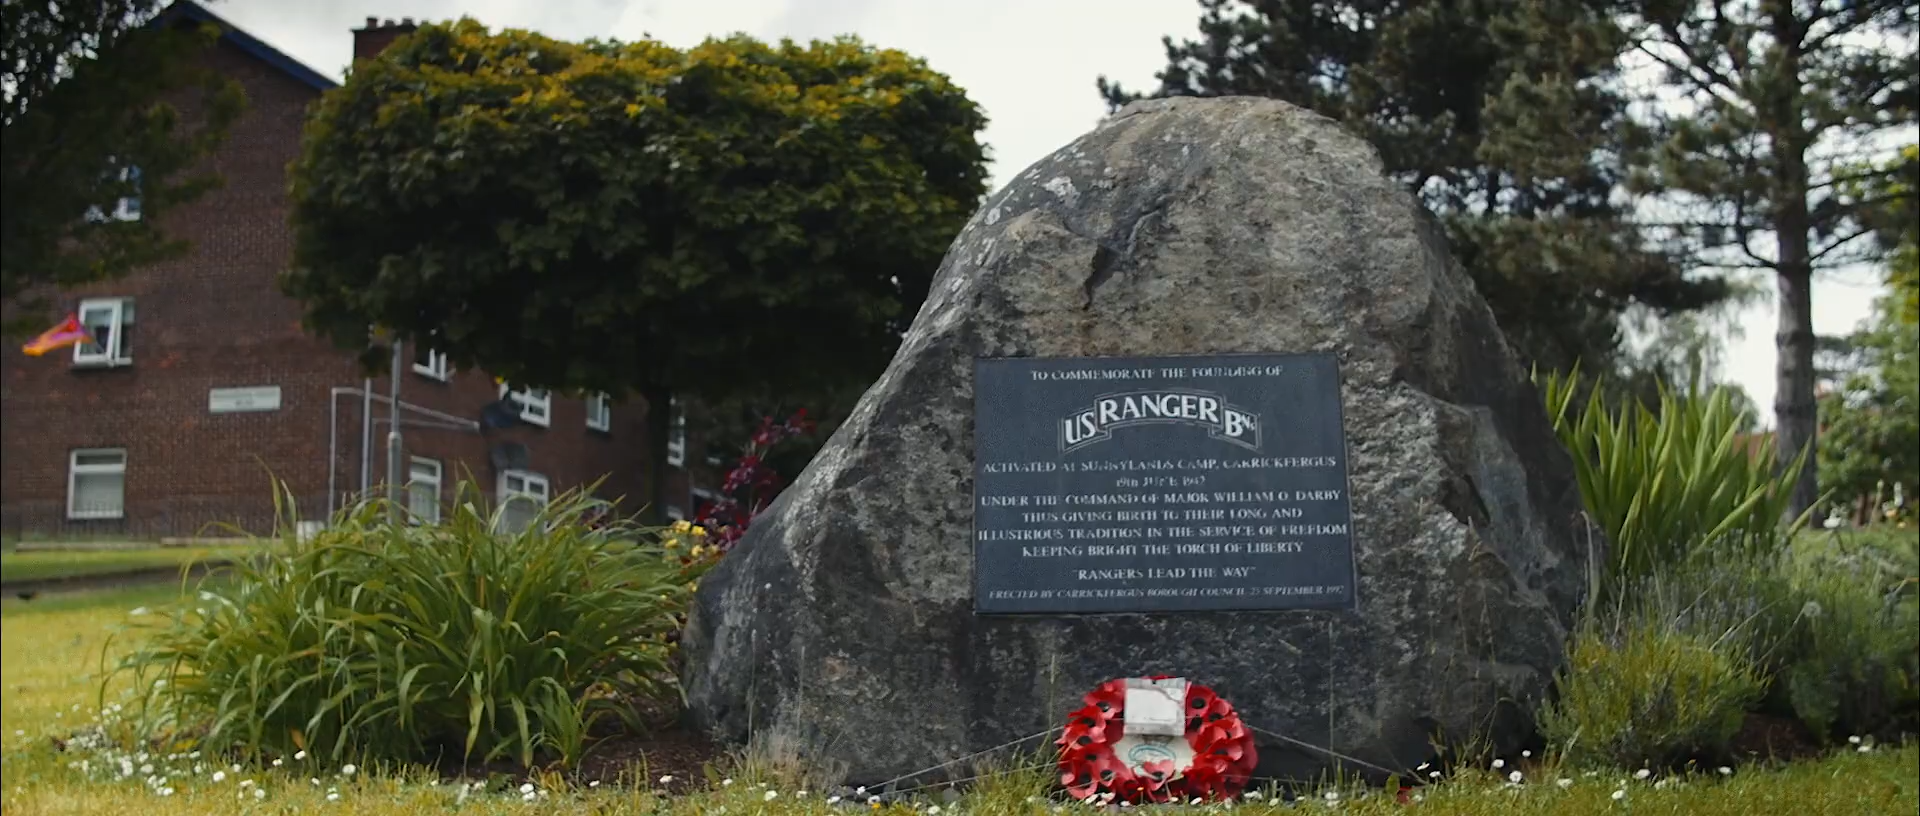 TO COMMEMORATE THE FOUNDING OF
US RANGER BNS
ACTIVATED AT SUNNYLANDS CAMP, CARRICKFERGUS
19TH JUNE 1942
UNDER THE COMMAND OF MAJOR WILLIAM O. DARBY
THUS GIVING BIRTH TO THEIR LONG AND
ILLUSTRIOUS TRADITION IN THE SERVICE OF FREEDOM
KEEPING BRIGHT THE TORCH OF LIBERTY
"RANGERS LEAD THE WAY"
ERECTED BY CARRICKFERGUS BOROUGH COUNCIL 25 SEPTEMBER 1992